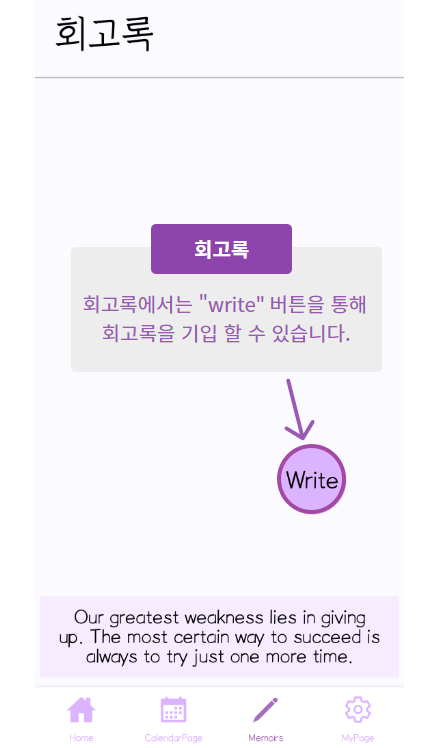 회고록
회고록
회고록에서는 "write" 버튼을 통해
회고록을 기입 할 수 있습니다.
Write
Our greatest weakness lies in giving
up. The most certain way to succeed is
always to try just one more time.
Home CalendarPage Memoirs MyPage